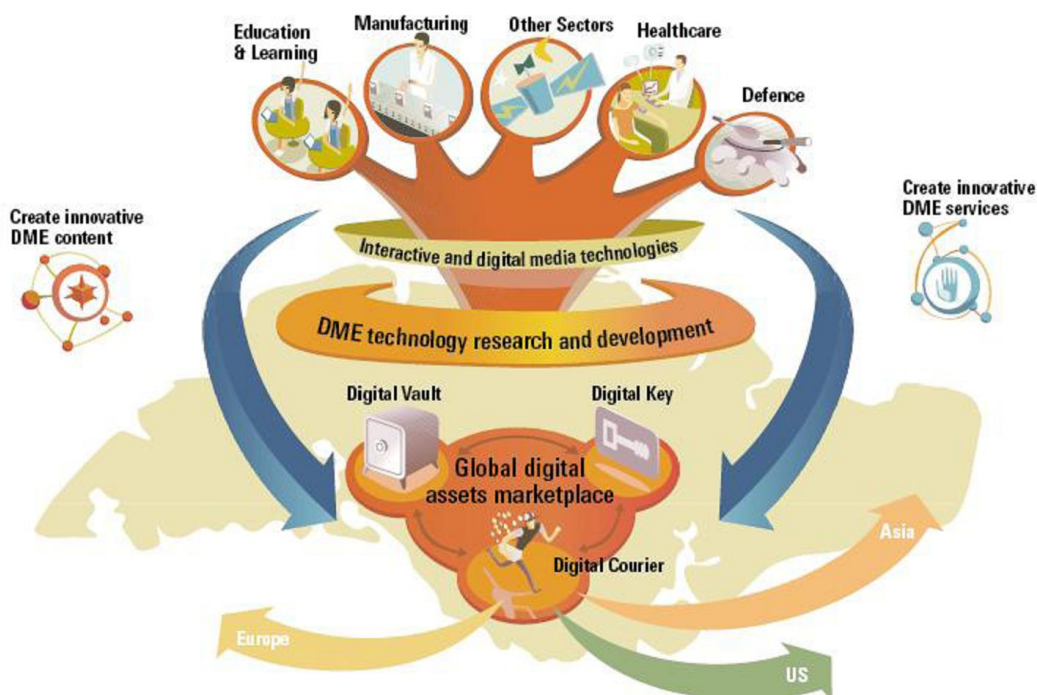 Education
& Learning
Manufacturing
Other Sectors
Healthcare
Defence
Create innovative
DME content
Create innovative
DME services
Interactive and digital media technologies
DME technology research and development
Digital Vault
Digital Key
Global digital
assets marketplace
Digital Courier
Asia
Europe
US